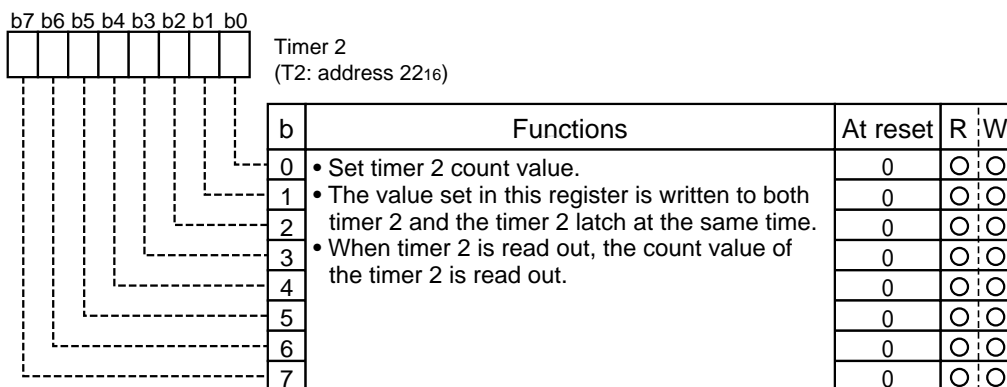 b7 b6 b5 b4 b3 b2 b1 b0
Timer 2
(T2: address 2216)
b Functions At reset R W
0 • Set timer 2 count value. 0 O O
1 • The value set in this register is written to both 0 O O
2 timer 2 and the timer 2 latch at the same time. 0 O O
3 • When timer 2 is read out, the count value of 0 O O
4 the timer 2 is read out. 0 O O
5 0 O O
6 0 O O
7 0 O O